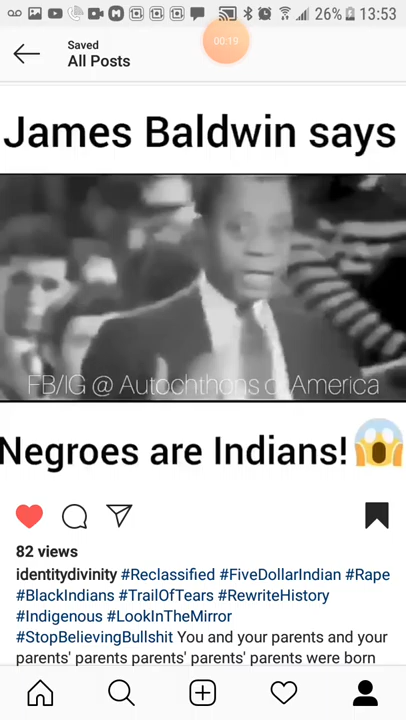 26% 13:53
00:19
Saved
All Posts
James Baldwin says
FB/IG @ Autochthons of America
Negroes are Indians!😱
82 views
identitydivinity #Reclassified #FiveDollarIndian #Rape
#BlackIndians #TrailOfTears #RewriteHistory
#Indigenous #LookInTheMirror
#StopBelievingBullshit You and your parents and your
parents' parents parents' parents' parents were born